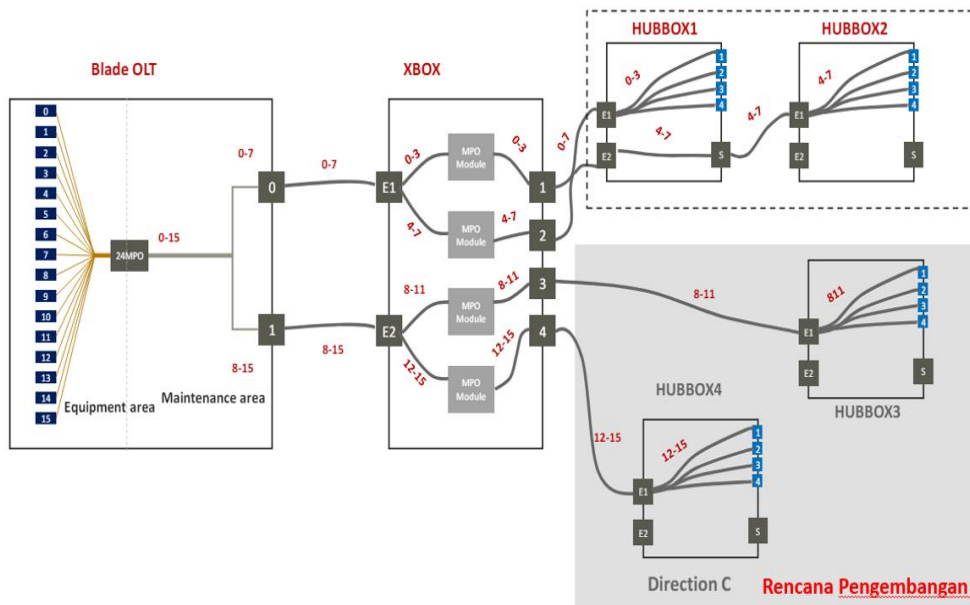 Blade OLT
0
1
2
3
4
5
6
7
8
9
10
11
12
13
14
15
24MPO
0-15
0-7
8-15
0
1
Equipment area
Maintenance area
0-7
8-15
XBOX
E1
E2
0-3
4-7
8-11
12-15
MPO
Module
MPO
Module
MPO
Module
MPO
Module
0-3
4-7
8-11
12-15
1
2
3
4
0-7
HUBBOX1
E1
E2
0-3
4-7
1
2
3
4
S
4-7
HUBBOX2
E1
E2
4-7
1
2
3
4
S
8-11
E1
E2
811
1
2
3
4
S
HUBBOX3
HUBBOX4
12-15
E1
E2
12-15
1
2
3
4
S
Direction C
Rencana Pengembangan